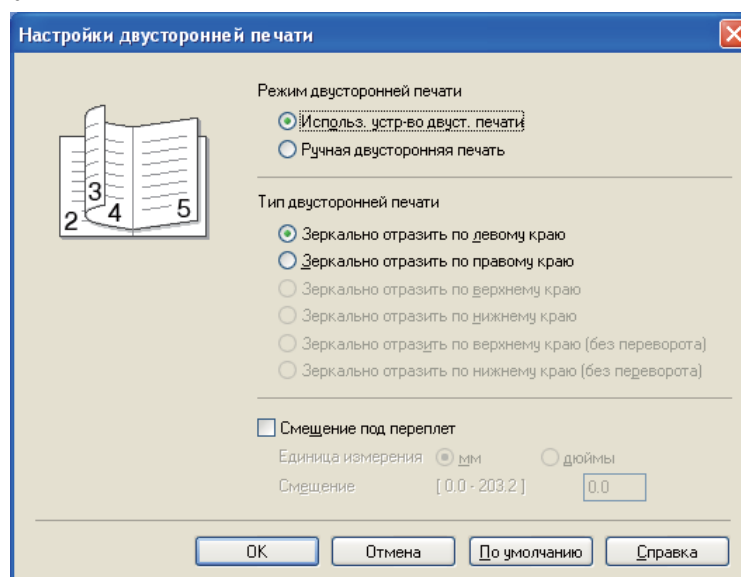 Настройки двусторонней печати
Режим двусторонней печати
Использ. устр-во двуст. печати
Ручная двусторонняя печать
Тип двусторонней печати
Зеркально отразить по левому краю
Зеркально отразить по правому краю
Зеркально отразить по верхнему краю
Зеркально отразить по нижнему краю
Зеркально отразить по верхнему краю (без переворота)
Зеркально отразить по нижнему краю (без переворота)
2 3 4 5
Смещение под переплет
Единица измерения мм дюймы
Смещение [ 0.0 - 203.2 ] 0.0
OK Отмена По умолчанию Справка